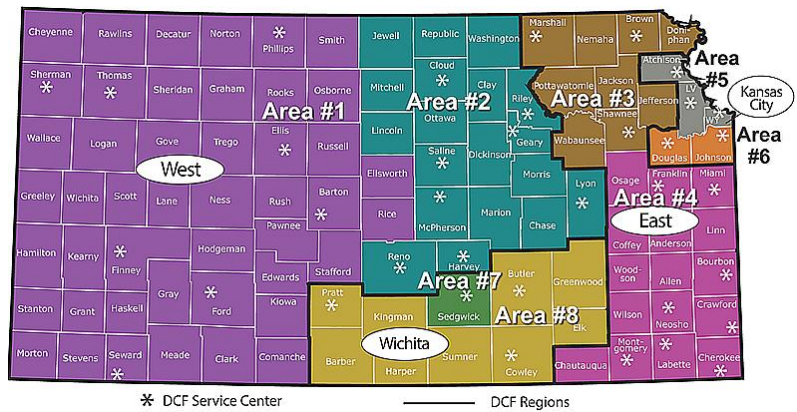 Cheyenne
Rawlins
Decatur
Norton
Phillips
Smith
Jewell
Republic
Washington
Marshall
Nemaha
Brown
Doni-
phan
Sherman
Thomas
Sheridan
Graham
Rooks
Osborne
Mitchell
Cloud
Clay
Riley
Pottawatomie
Jackson
Atchison
Jefferson
LV
Area #1
Area #2
Area #3
Area
#5
Kansas
City
Wallace
Logan
Gove
Trego
Ellis
Russell
Lincoln
Ottawa
Saline
Dickinson
Geary
Wabaunsee
Shawnee
Douglas
Johnson
Area
#6
West
Greeley
Wichita
Scott
Lane
Ness
Rush
Barton
Ellsworth
Rice
McPherson
Marion
Morris
Chase
Lyon
Osage
Franklin
Miami
Area #4
East
Coffey
Anderson
Linn
Hamilton
Kearny
Finney
Hodgeman
Pawnee
Edwards
Stafford
Reno
Harvey
Area #7
Butler
Greenwood
Wood-
son
Allen
Bourbon
Stanton
Grant
Haskell
Gray
Ford
Kiowa
Pratt
Kingman
Sedgwick
Area #8
Elk
Wilson
Neosho
Crawford
Morton
Stevens
Seward
Meade
Clark
Comanche
Barber
Harper
Wichita
Sumner
Cowley
Chautauqua
Mont-
gomery
Labette
Cherokee
* DCF Service Center
DCF Regions